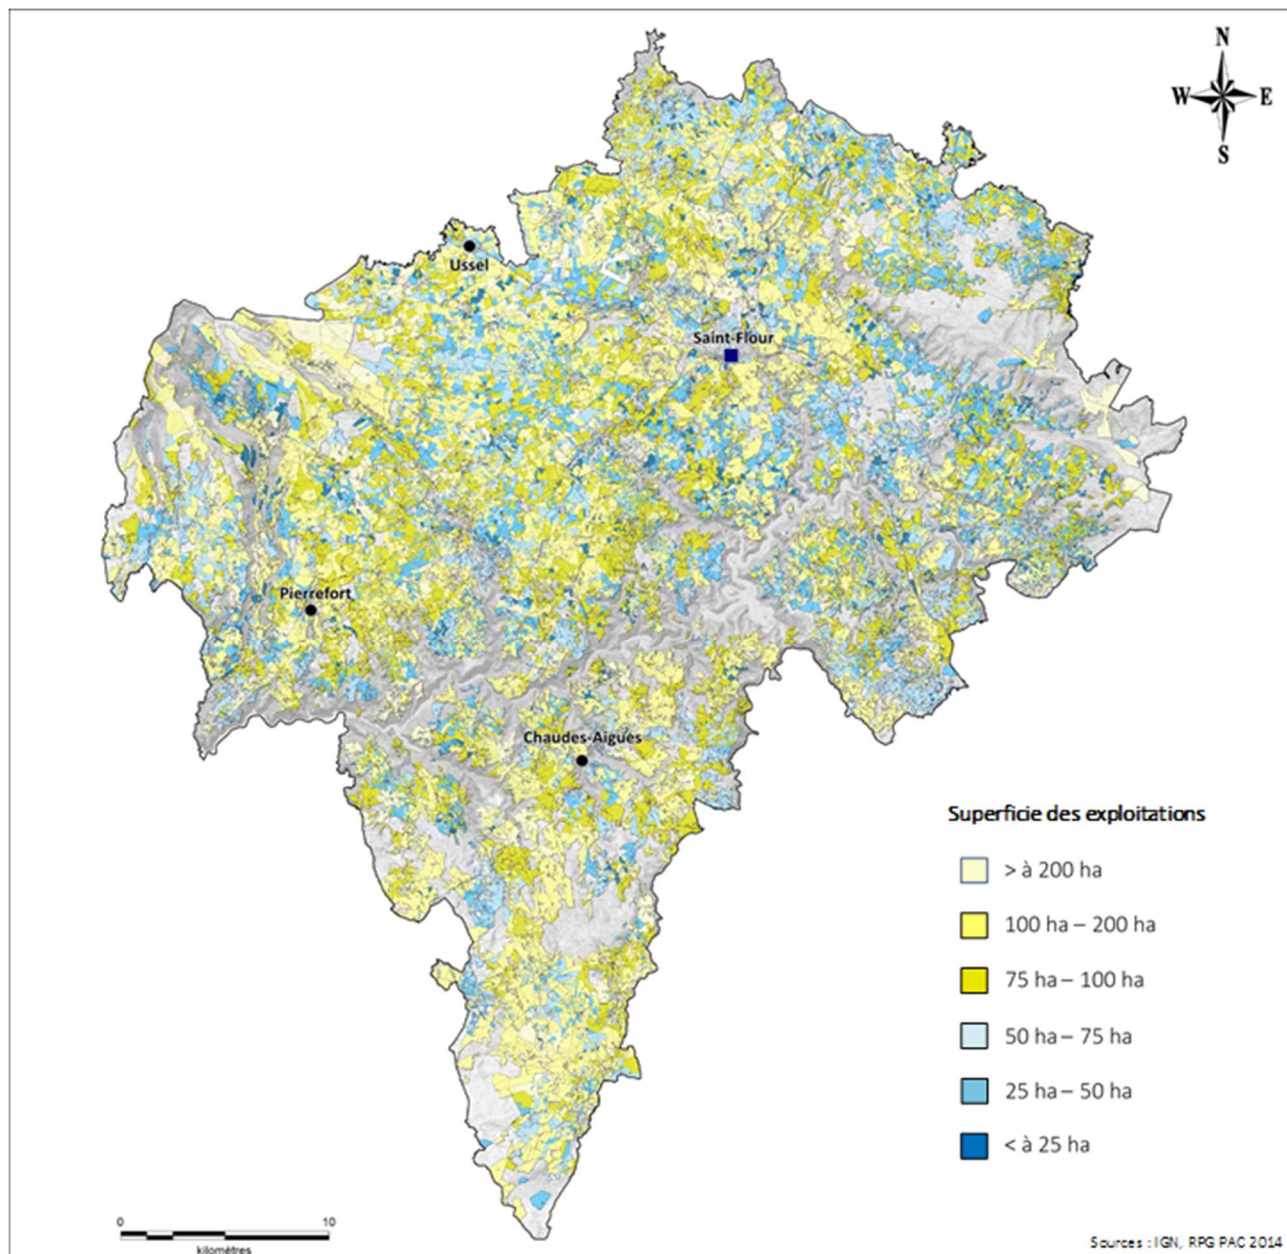 N
W E
S
Ussel
Saint-Flour
Pierrefort
Chaudes-Aigues
Superficie des exploitations
> à 200 ha
100 ha – 200 ha
75 ha – 100 ha
50 ha – 75 ha
25 ha – 50 ha
< à 25 ha
0 10
kilomètres
Sources : IGN, RPG PAC 2014